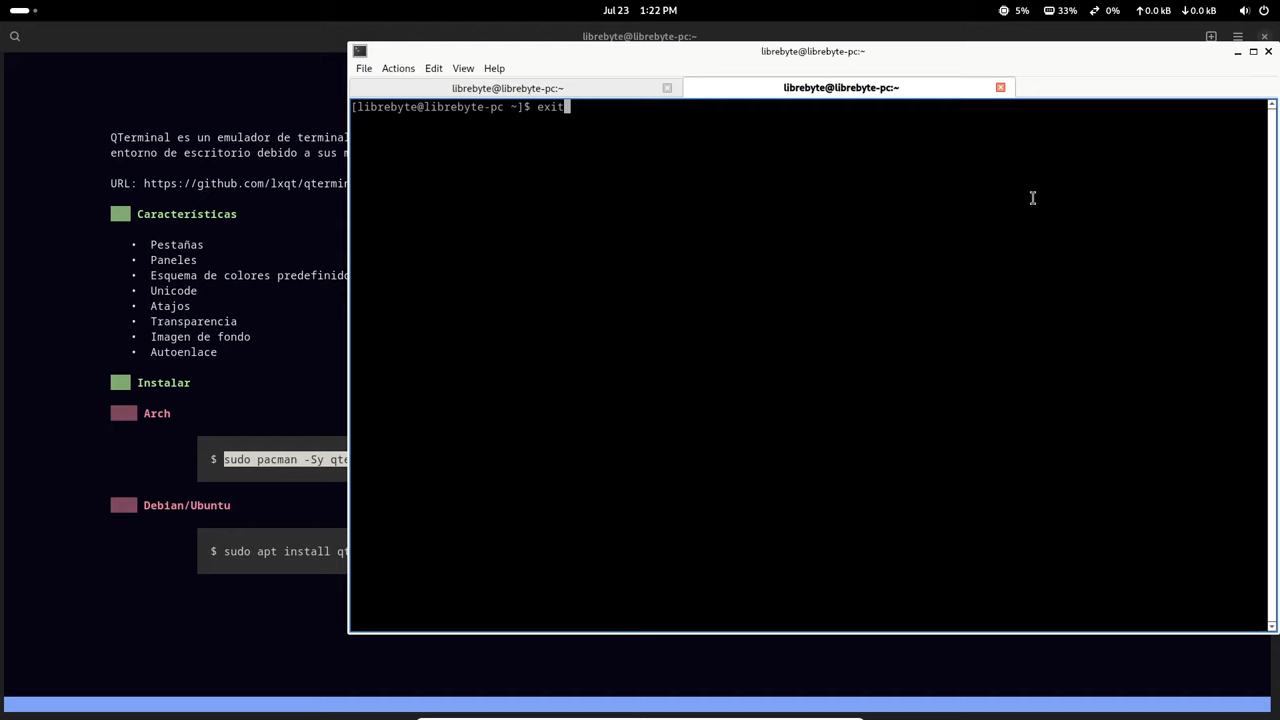 Jul 23 1:22 PM
5% 33% 0% 0.0 kB 0.0 kB
librebyte@librebyte-pc:~
librebyte@librebyte-pc:~
File Actions Edit View Help
librebyte@librebyte-pc:~ librebyte@librebyte-pc:~
[librebyte@librebyte-pc ~]$ exit
QTerminal es un emulador de terminal
entorno de escritorio debido a sus
URL: https://github.com/lxqt/qtermin
Características
• Pestañas
• Paneles
• Esquema de colores predefinido
• Unicode
• Atajos
• Transparencia
• Imagen de fondo
• Autoenlace
Instalar
Arch
$ sudo pacman -Sy qte
Debian/Ubuntu
$ sudo apt install qt